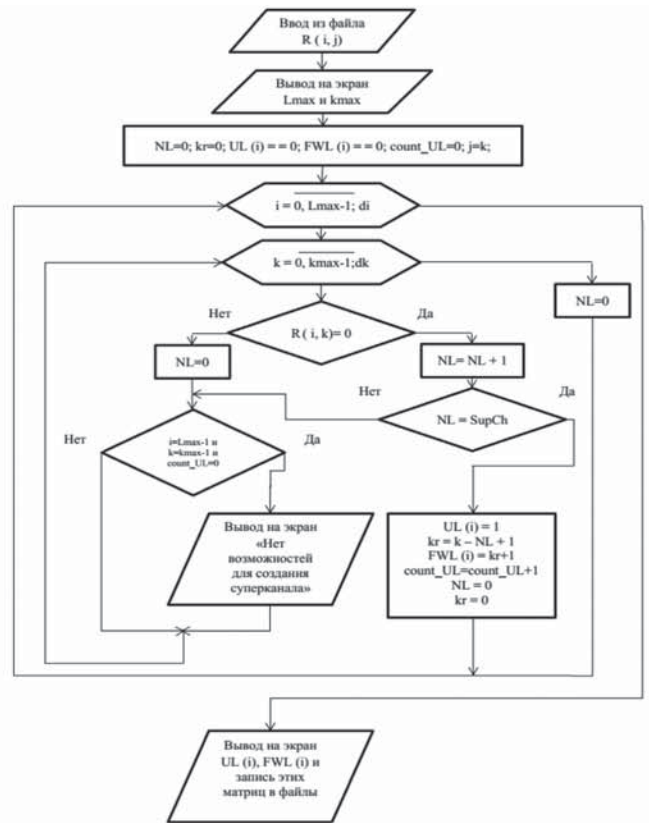 Ввод из файла
R ( i, j)
Вывод на экран
Lmax и kmax
NL=0; kr=0; UL (i) = = 0; FWL (i) = = 0; count_UL=0; j=k;
i = 0, Lmax-1; di
k = 0, kmax-1;dk
NL=0
Нет
Да
R ( i, k)= 0
NL=0
NL= NL + 1
Нет
Да
NL = SupCh
Нет
Да
i=Lmax-1 и
k=kmax-1 и
count_UL=0
Вывод на экран
«Нет
возможностей
для создания
суперканала»
UL (i) = 1
kr = k – NL + 1
FWL (i) = kr+1
count_UL=count_UL+1
NL = 0
kr = 0
Вывод на экран
UL (i), FWL (i) и
запись этих
матриц в файлы